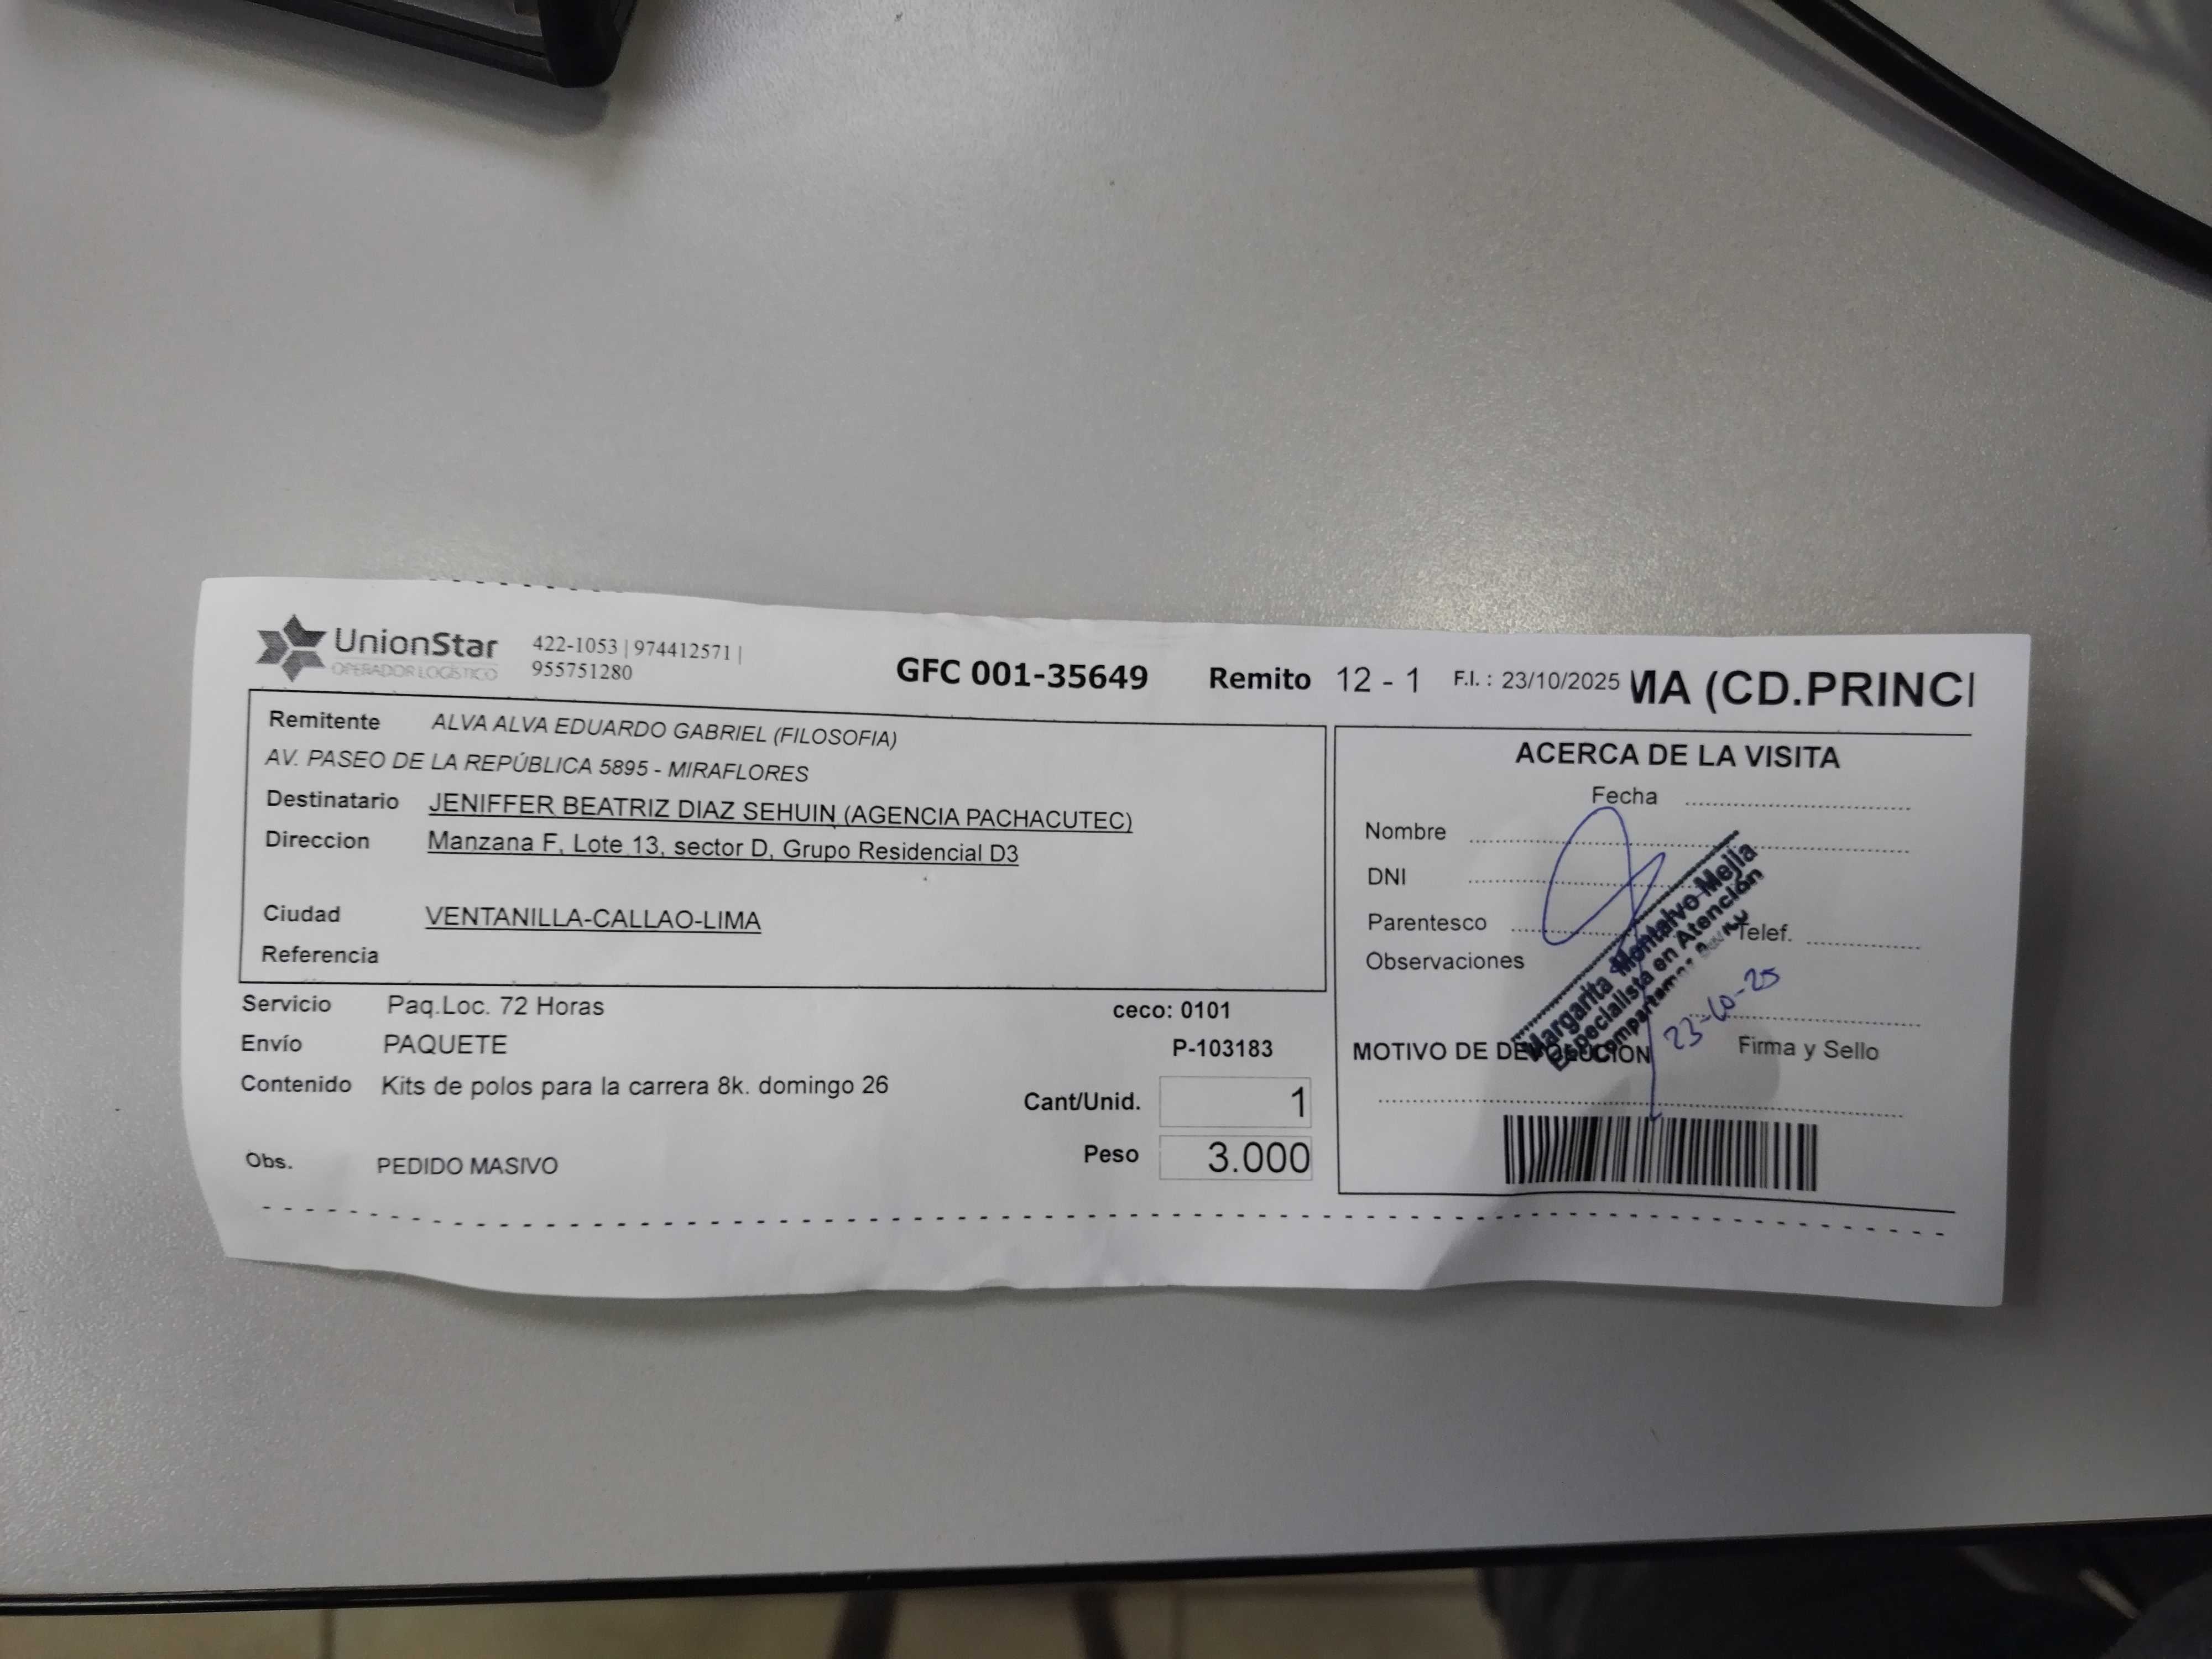 UnionStar
OPERADOR LOGÍSTICO
422-1053 | 974412571 |
955751280
GFC 001-35649 Remito 12 - 1 F.I. : 23/10/2025 MA (CD.PRINCI
Remitente ALVA ALVA EDUARDO GABRIEL (FILOSOFIA)
AV. PASEO DE LA REPÚBLICA 5895 - MIRAFLORES
Destinatario JENIFFER BEATRIZ DIAZ SEHUIN (AGENCIA PACHACUTEC)
Direccion Manzana F, Lote 13, sector D, Grupo Residencial D3
Ciudad VENTANILLA-CALLAO-LIMA
Referencia
Servicio Paq.Loc. 72 Horas ceco: 0101
Envío PAQUETE P-103183
Contenido Kits de polos para la carrera 8k. domingo 26
Cant/Unid. 1
Obs. PEDIDO MASIVO
Peso 3.000
ACERCA DE LA VISITA
Fecha
Nombre
DNI
Parentesco Telef.
Observaciones
Margarita Montalvo Mejía
Especialista en Atención
23-10-25
MOTIVO DE DEVOLUCION Firma y Sello